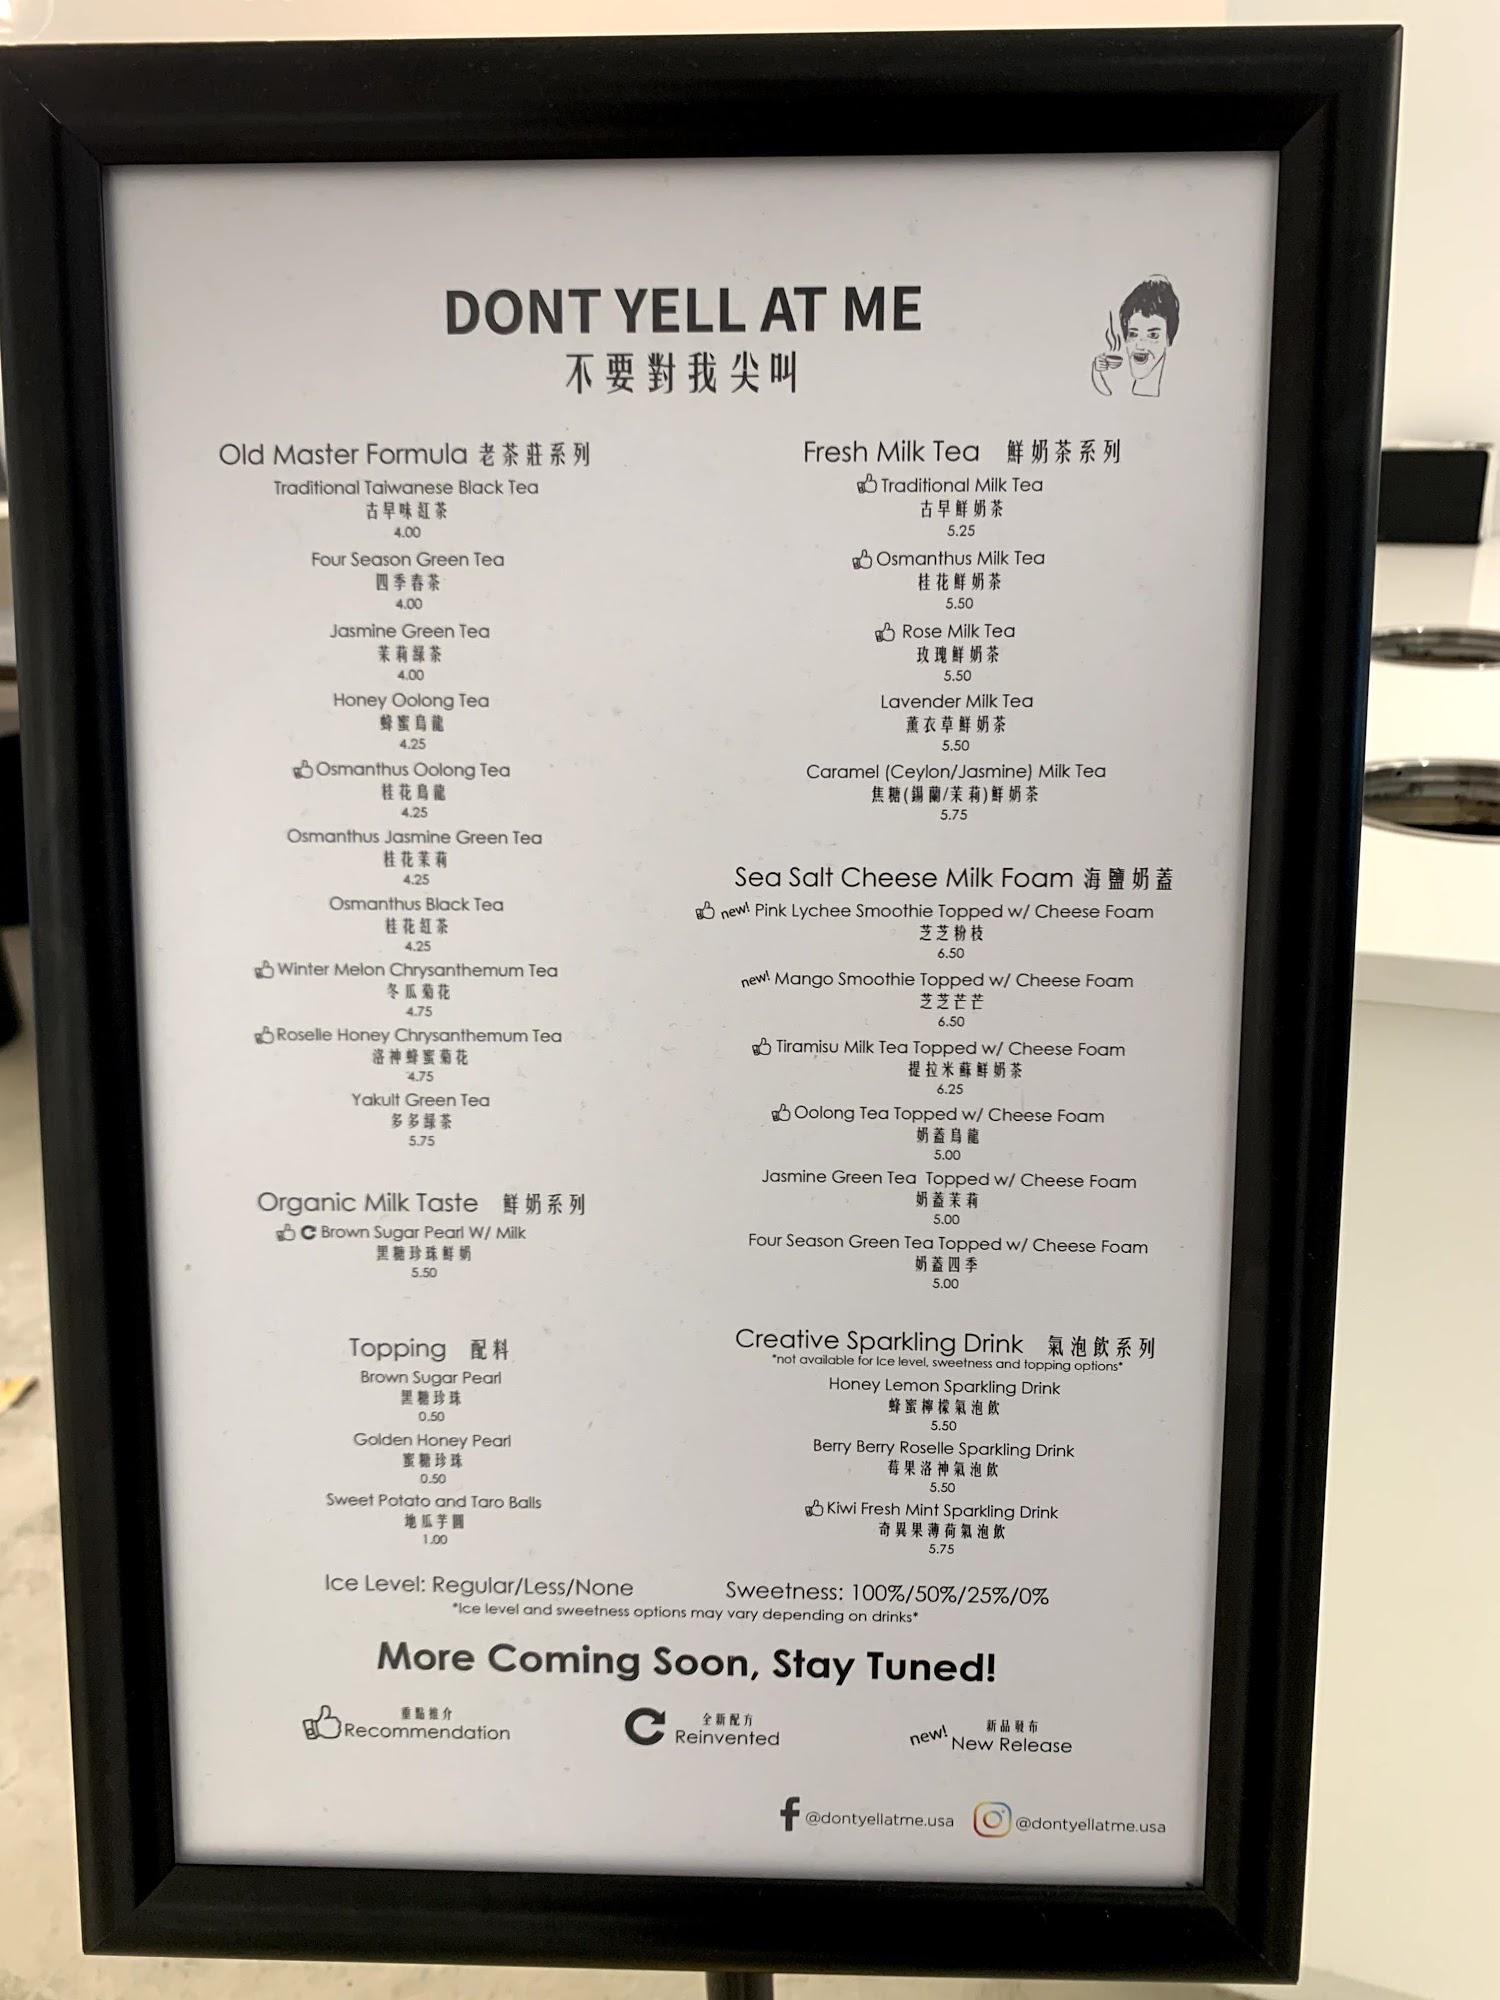 DONT YELL AT ME
不要對我尖叫
Old Master Formula 老茶莊系列
Traditional Taiwanese Black Tea
古早味紅茶
4.00
Four Season Green Tea
四季春茶
4.00
Jasmine Green Tea
茉莉綠茶
4.00
Honey Oolong Tea
蜂蜜烏龍
4.25
Osmanthus Oolong Tea
桂花烏龍
4.25
Osmanthus Jasmine Green Tea
桂花茉莉
4.25
Osmanthus Black Tea
桂花紅茶
4.25
Winter Melon Chrysanthemum Tea
冬瓜菊花
4.75
Roselle Honey Chrysanthemum Tea
洛神蜂蜜菊花
4.75
Yakult Green Tea
多多綠茶
5.75
Organic Milk Taste 鮮奶系列
Brown Sugar Pearl W/ Milk
黑糖珍珠鮮奶
5.50
Topping 配料
Brown Sugar Pearl
黑糖珍珠
0.50
Golden Honey Pearl
蜜糖珍珠
0.50
Sweet Potato and Taro Balls
地瓜芋圓
1.00
Fresh Milk Tea 鮮奶茶系列
Traditional Milk Tea
古早鮮奶茶
5.25
Osmanthus Milk Tea
桂花鮮奶茶
5.50
Rose Milk Tea
玫瑰鮮奶茶
5.50
Lavender Milk Tea
薰衣草鮮奶茶
5.50
Caramel (Ceylon/Jasmine) Milk Tea
焦糖(錫蘭/茉莉)鮮奶茶
5.75
Sea Salt Cheese Milk Foam 海鹽奶蓋
new! Pink Lychee Smoothie Topped w/ Cheese Foam
芝芝粉枝
6.50
new! Mango Smoothie Topped w/ Cheese Foam
芝芝芒芒
6.50
Tiramisu Milk Tea Topped w/ Cheese Foam
提拉米蘇鮮奶茶
6.25
Oolong Tea Topped w/ Cheese Foam
奶蓋烏龍
5.00
Jasmine Green Tea Topped w/ Cheese Foam
奶蓋茉莉
5.00
Four Season Green Tea Topped w/ Cheese Foam
奶蓋四季
5.00
Creative Sparkling Drink 氣泡飲系列
*not available for Ice level, sweetness and topping options*
Honey Lemon Sparkling Drink
蜂蜜檸檬氣泡飲
5.50
Berry Berry Roselle Sparkling Drink
莓果洛神氣泡飲
5.50
Kiwi Fresh Mint Sparkling Drink
奇異果薄荷氣泡飲
5.75
Ice Level: Regular/Less/None
Sweetness: 100%/50%/25%/0%
*Ice level and sweetness options may vary depending on drinks*
More Coming Soon, Stay Tuned!
重點推介
Recommendation
全新配方
Reinvented
new! 新品發布
New Release
@dontyellatme.usa
@dontyellatme.usa